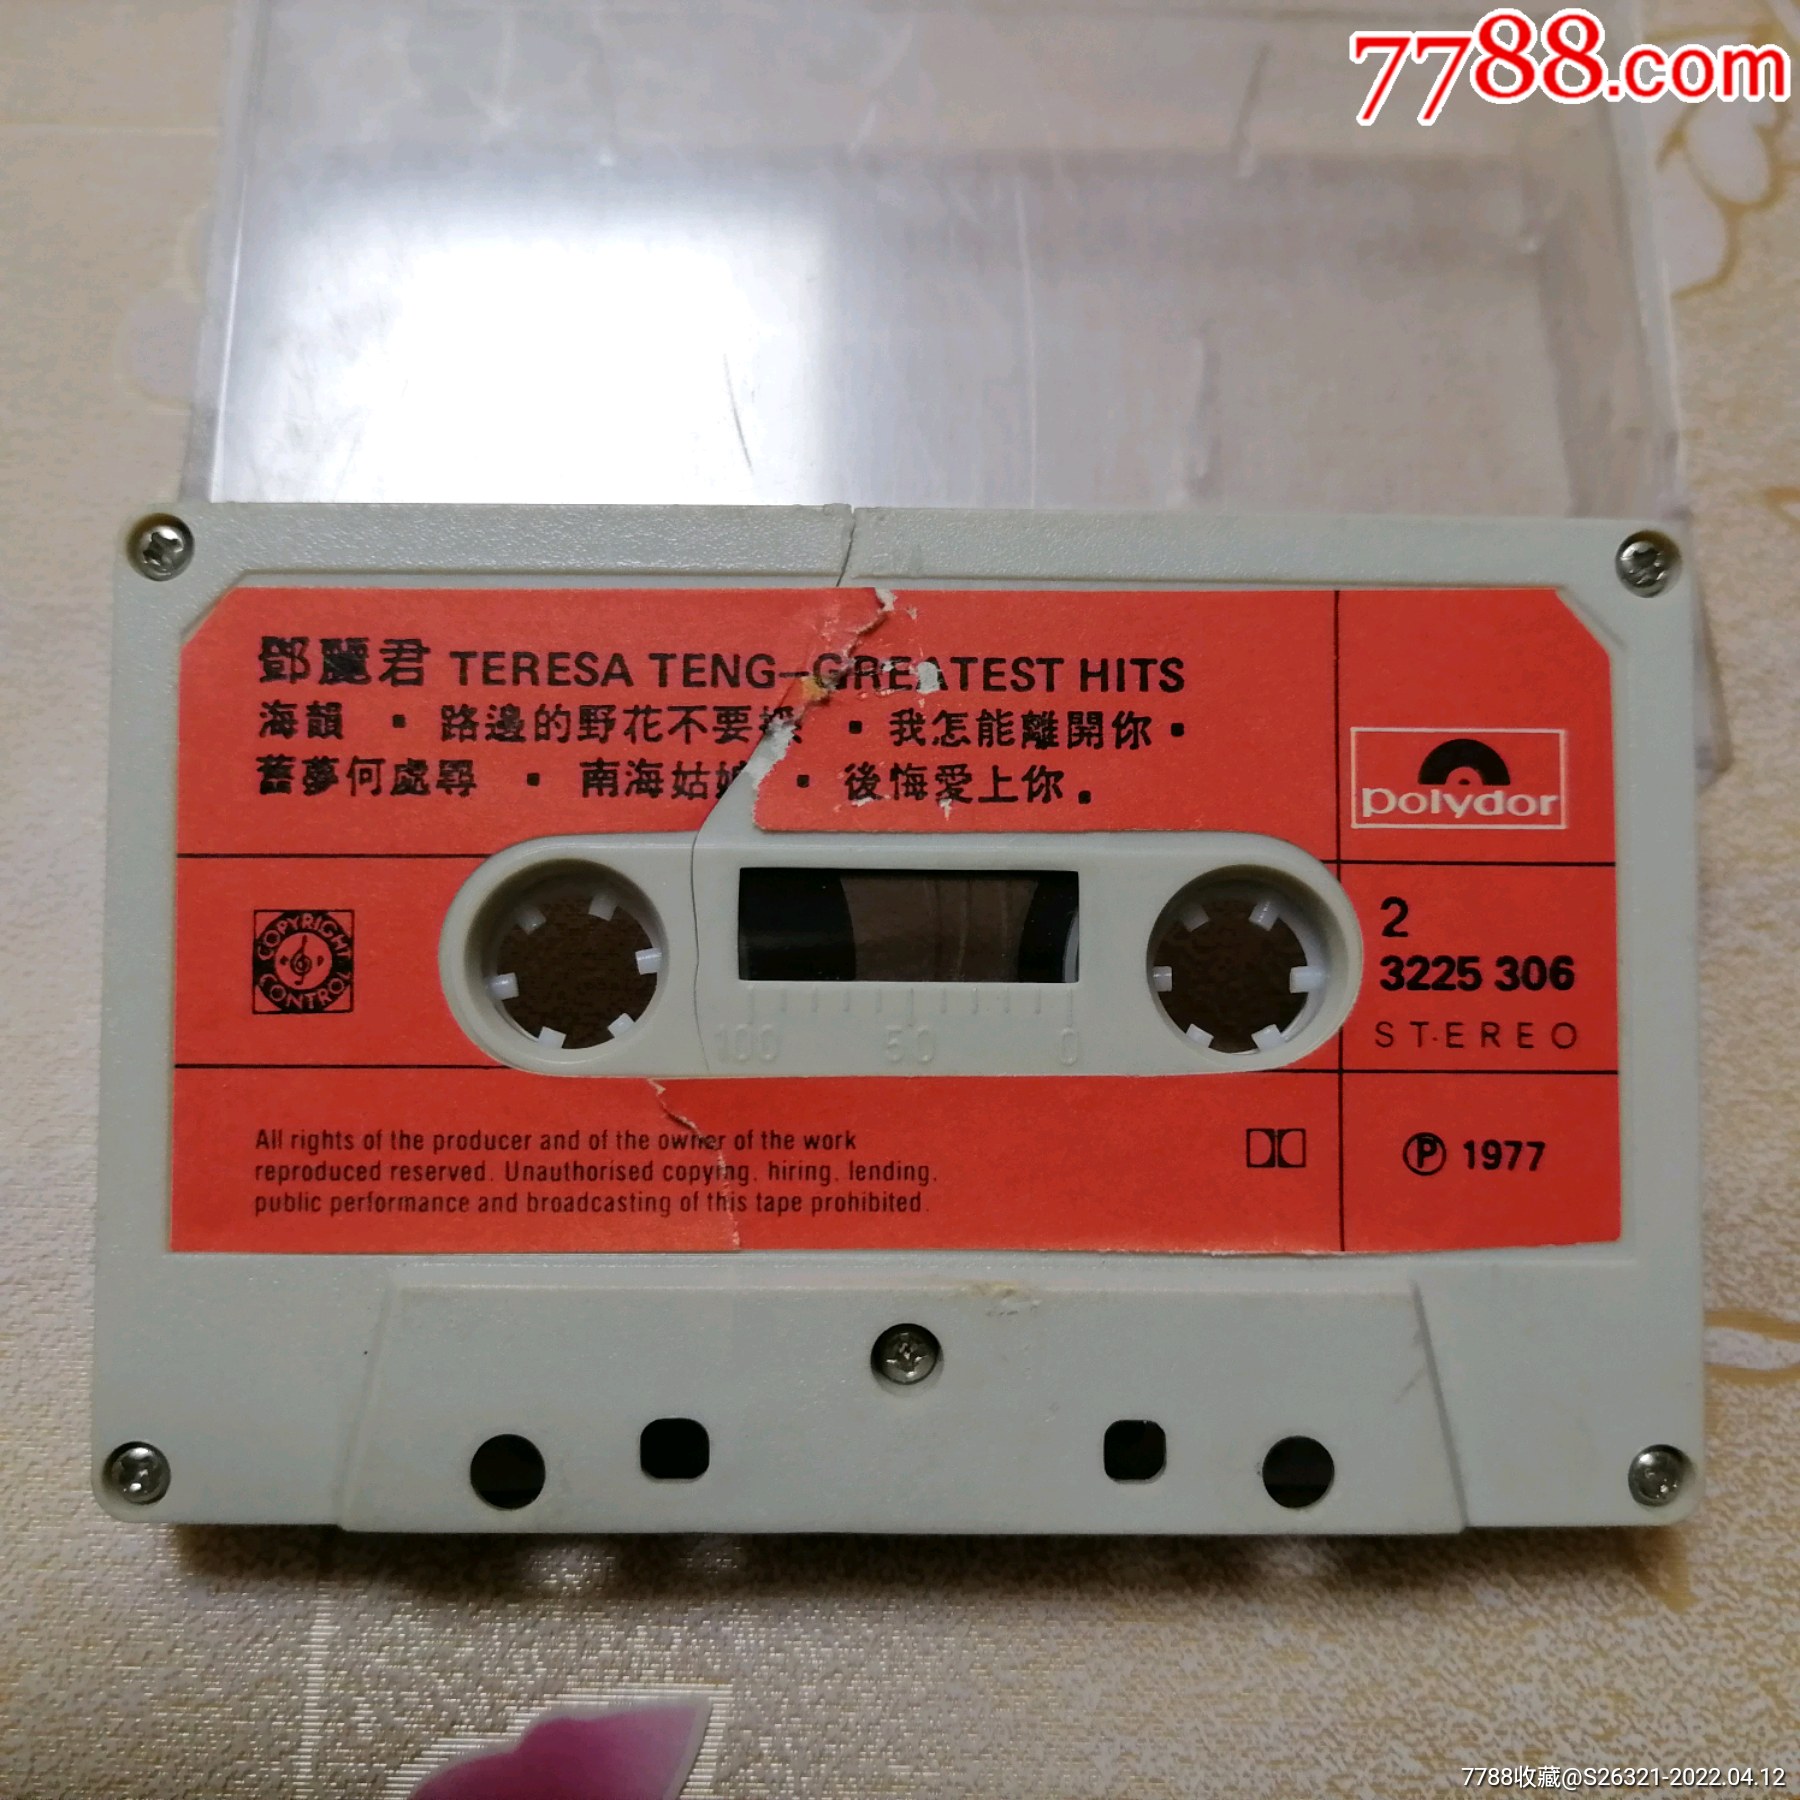 7788.com
鄧麗君 TERESA TENG-GREATEST HITS
海韻 · 路邊的野花不要採 · 我怎能離開你 ·
舊夢何處尋 · 南海姑娘 · 後悔愛上你.
polydor
COPYRIGHT CONTROL
2
3225 306
STEREO
100 50 0
All rights of the producer and of the owner of the work
reproduced reserved. Unauthorised copying, hiring, lending,
public performance and broadcasting of this tape prohibited.
℗ 1977
7788收藏@S26321-2022.04.12